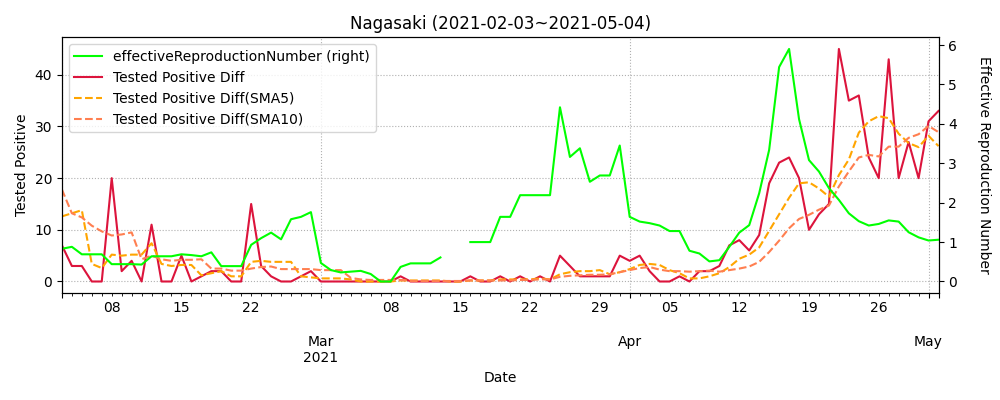 Nagasaki (2021-02-03~2021-05-04)
effectiveReproductionNumber (right)
Tested Positive Diff
Tested Positive Diff(SMA5)
Tested Positive Diff(SMA10)
Tested Positive
40
30
20
10
0
Effective Reproduction Number
6
5
4
3
2
1
0
08 15 22 08 15 22 29 05 12 19 26
Mar Apr May
2021
Date